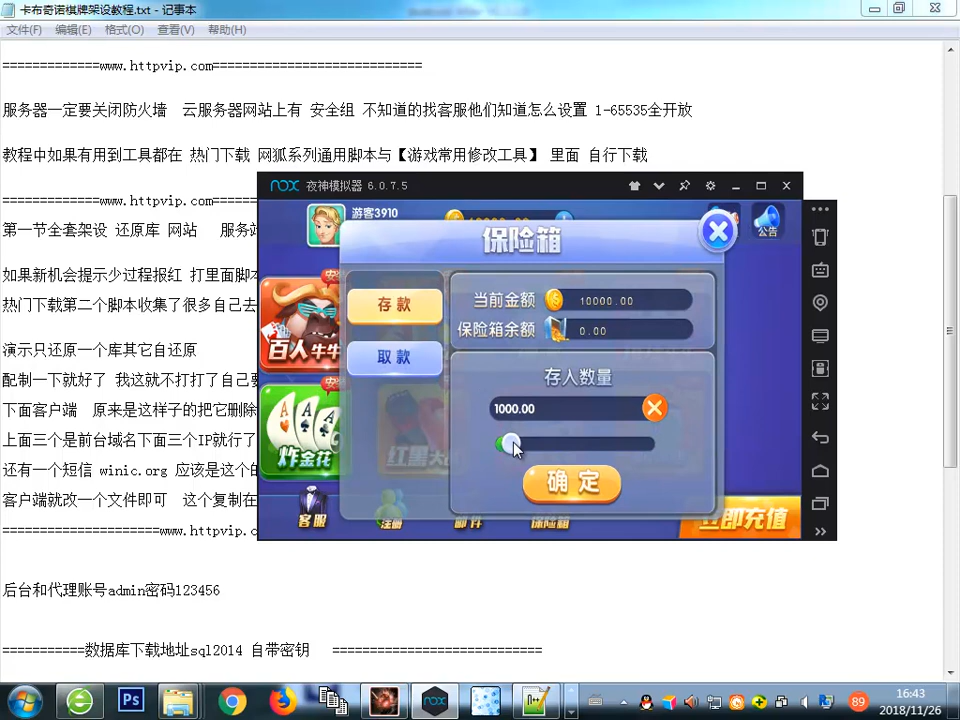 卡布奇诺棋牌架设教程.txt - 记事本
文件(F) 编辑(E) 格式(O) 查看(V) 帮助(H)
=============www.httpvip.com============================
服务器一定要关闭防火墙 云服务器网站上有 安全组 不知道的找客服他们知道怎么设置 1-65535全开放
教程中如果有用到工具都在 热门下载 网狐系列通用脚本与【游戏常用修改工具】 里面 自行下载
=============www.httpvip.com=======
第一节全套架设 还原库 网站 服务站
如果新机会提示少过程报红 打里面脚本
热门下载第二个脚本收集了很多自己去
演示只还原一个库其它自还原
配制一下就好了 我这就不打打了自己要
下面客户端 原来是这样子的把它删除
上面三个是前台域名下面三个IP就行了
还有一个短信 winic.org 应该是这个的
客户端就改一个文件即可 这个复制在
=====================www.httpvip.c
后台和代理账号admin密码123456
===========数据库下载地址sql2014 自带密钥 ============================
nox 夜神模拟器 6.0.7.5
游客3910
公告
保险箱
存款
取款
当前金额 10000.00
保险箱余额 0.00
存入数量
1000.00
确定
百人牛牛
炸金花
红黑大
客服
注册
邮件
保险箱
立即充值
Ps
nox
89
16:43
2018/11/26